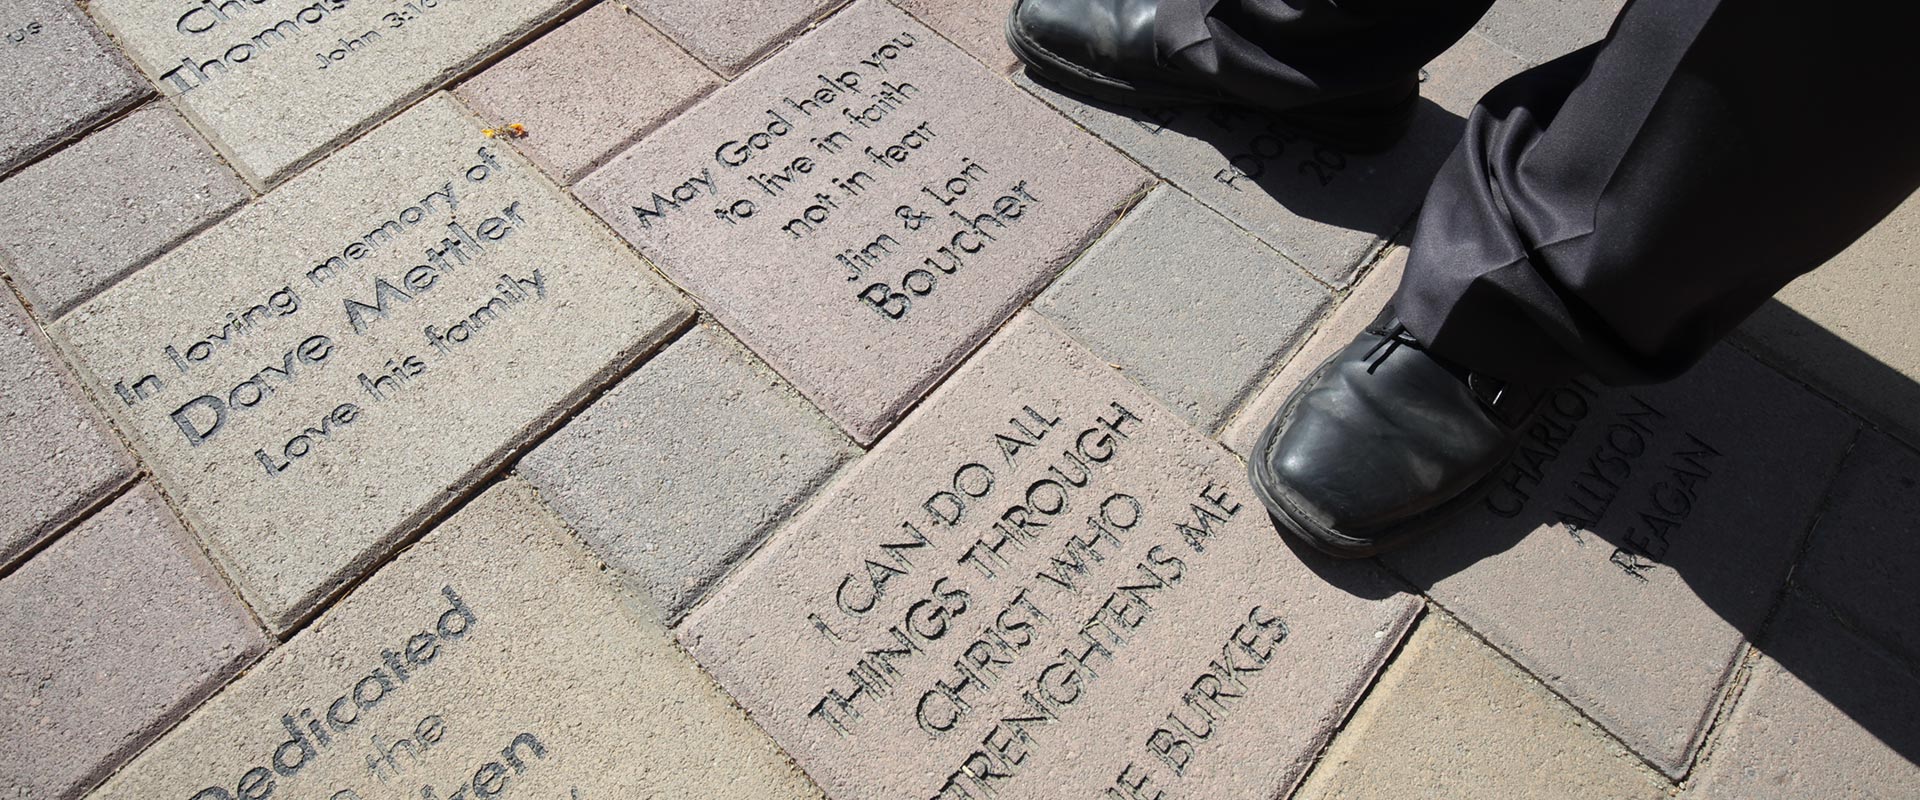 us
Thomas
John 3:16
In loving memory of
Dave Mettler
Love his family
May God help you
to live in faith
not in fear
Jim & Lori
Boucher
I CAN DO ALL
THINGS THROUGH
CHRIST WHO
STRENGHTENS ME
BURKES
ALLYSON
REAGAN
Dedicated
the